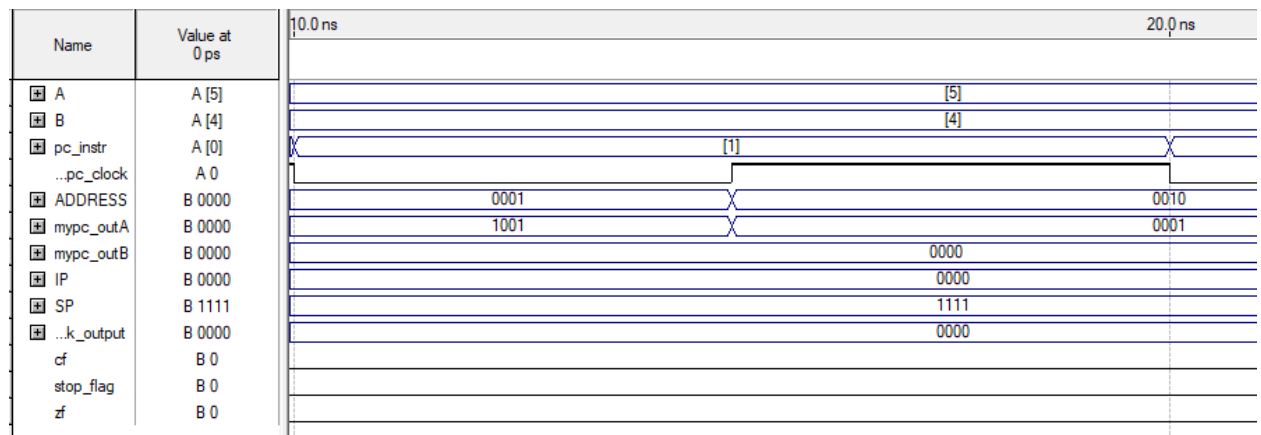 Name Value at 0 ps 10.0 ns 20.0 ns
A A [5] [5]
B A [4] [4]
pc_instr A [0] [1]
...pc_clock A 0
ADDRESS B 0000 0001 0010
mypc_outA B 0000 1001 0001
mypc_outB B 0000 0000
IP B 0000 0000
SP B 1111 1111
...k_output B 0000 0000
cf B 0
stop_flag B 0
zf B 0